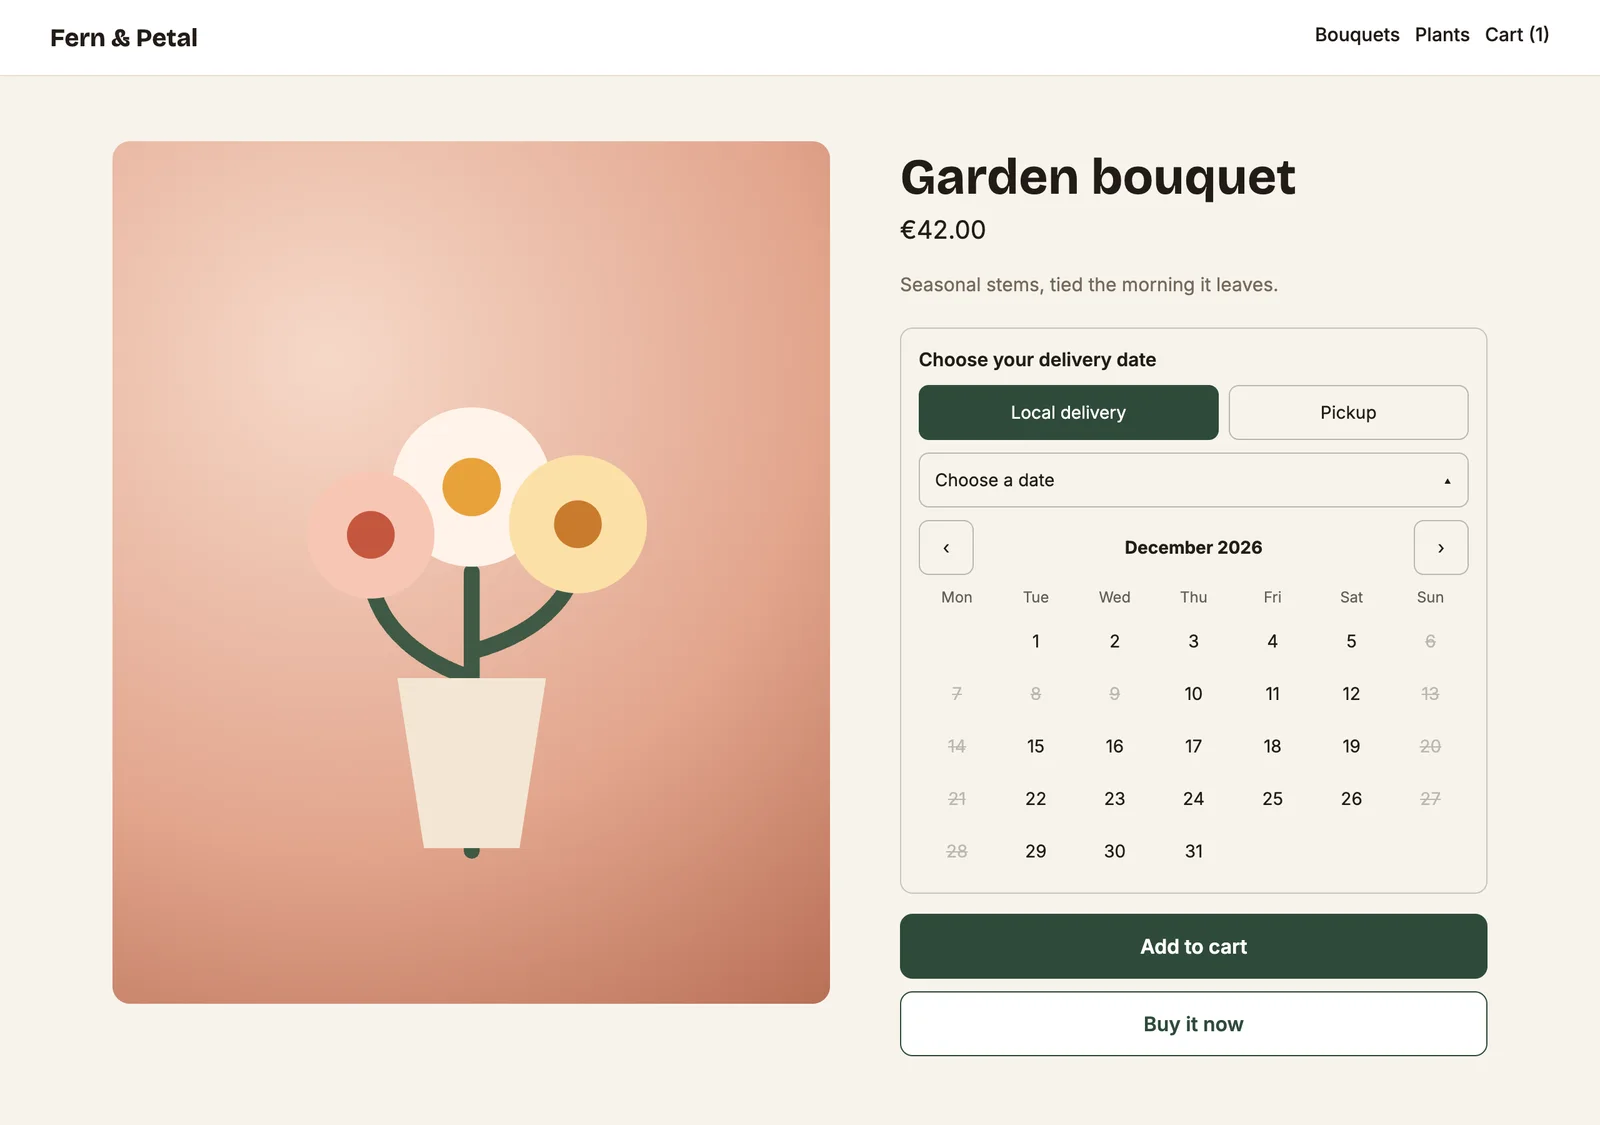 Fern & Petal
Bouquets Plants Cart (1)
Garden bouquet
€42.00
Seasonal stems, tied the morning it leaves.
Choose your delivery date
Local delivery Pickup
Choose a date ▲
‹ December 2026 ›
Mon Tue Wed Thu Fri Sat Sun
1 2 3 4 5 6
7 8 9 10 11 12 13
14 15 16 17 18 19 20
21 22 23 24 25 26 27
28 29 30 31
Add to cart
Buy it now